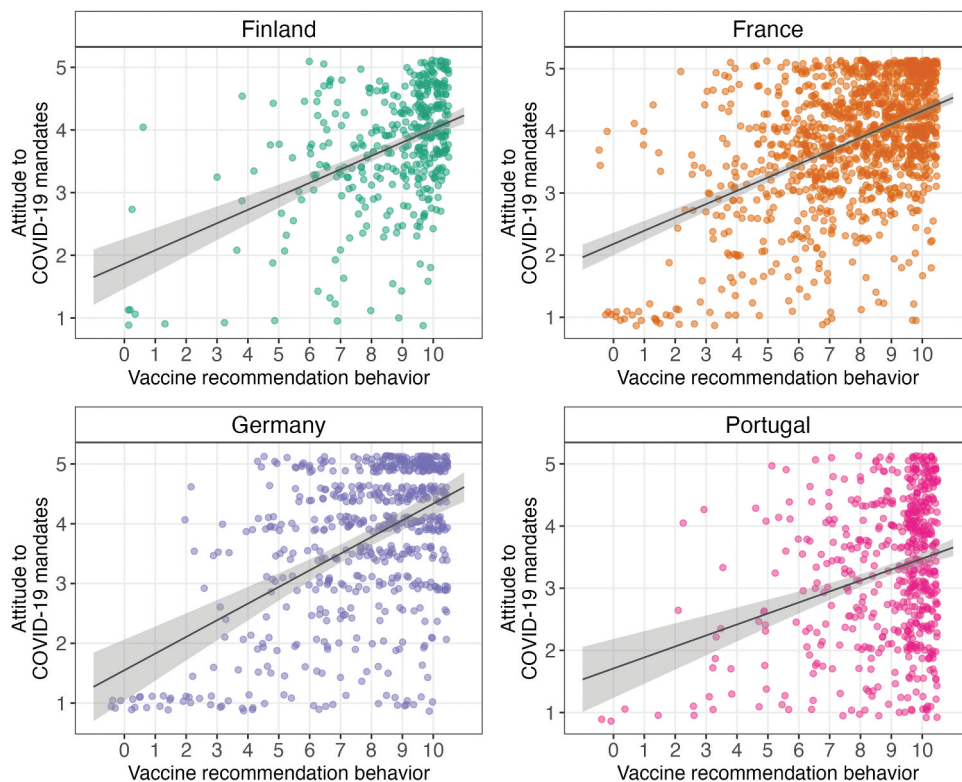 Finland
Attitude to
COVID-19 mandates
5
4
3
2
1
0 1 2 3 4 5 6 7 8 9 10
Vaccine recommendation behavior
France
Attitude to
COVID-19 mandates
5
4
3
2
1
0 1 2 3 4 5 6 7 8 9 10
Vaccine recommendation behavior
Germany
Attitude to
COVID-19 mandates
5
4
3
2
1
0 1 2 3 4 5 6 7 8 9 10
Vaccine recommendation behavior
Portugal
Attitude to
COVID-19 mandates
5
4
3
2
1
0 1 2 3 4 5 6 7 8 9 10
Vaccine recommendation behavior